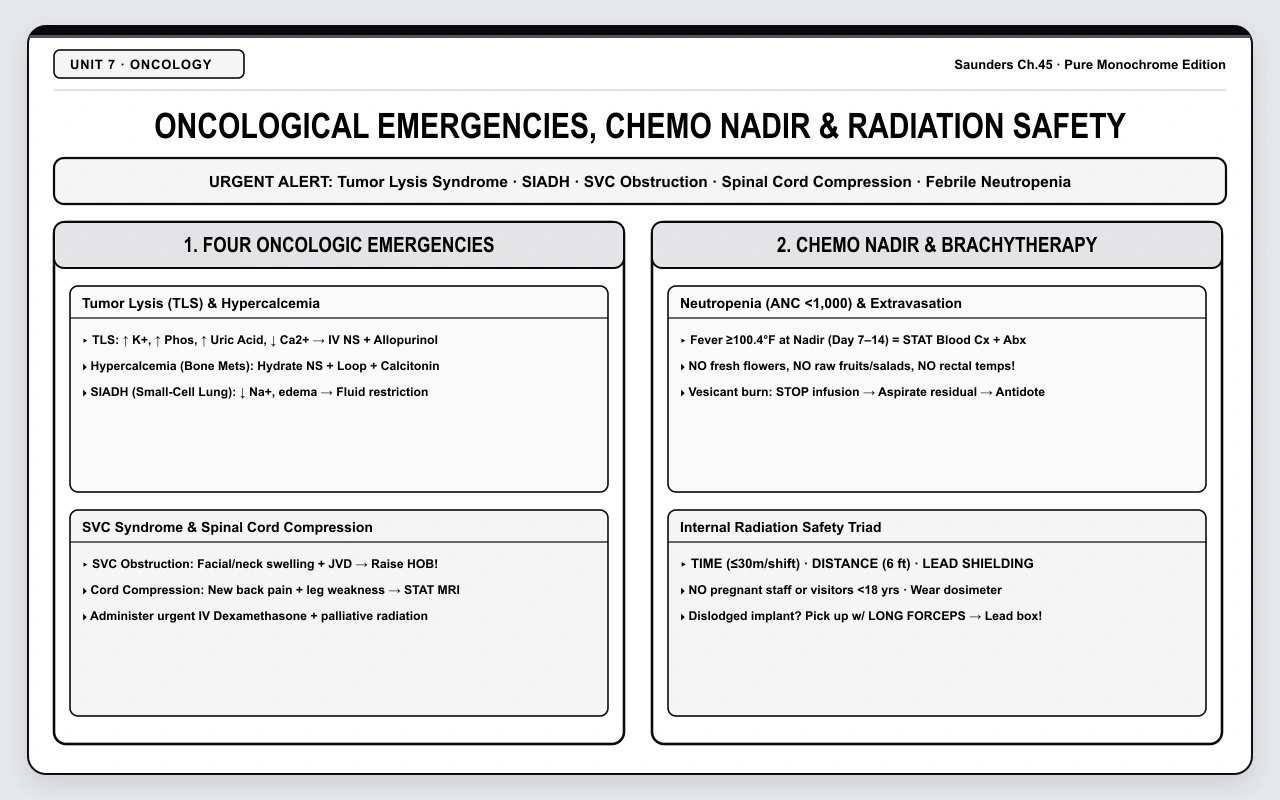 UNIT 7 · ONCOLOGY
Saunders Ch.45 · Pure Monochrome Edition
ONCOLOGICAL EMERGENCIES, CHEMO NADIR & RADIATION SAFETY
URGENT ALERT: Tumor Lysis Syndrome · SIADH · SVC Obstruction · Spinal Cord Compression · Febrile Neutropenia
1. FOUR ONCOLOGIC EMERGENCIES
Tumor Lysis (TLS) & Hypercalcemia
‣ TLS: ↑ K+, ↑ Phos, ↑ Uric Acid, ↓ Ca2+ → IV NS + Allopurinol
‣ Hypercalcemia (Bone Mets): Hydrate NS + Loop + Calcitonin
‣ SIADH (Small-Cell Lung): ↓ Na+, edema → Fluid restriction
SVC Syndrome & Spinal Cord Compression
‣ SVC Obstruction: Facial/neck swelling + JVD → Raise HOB!
‣ Cord Compression: New back pain + leg weakness → STAT MRI
‣ Administer urgent IV Dexamethasone + palliative radiation
2. CHEMO NADIR & BRACHYTHERAPY
Neutropenia (ANC <1,000) & Extravasation
‣ Fever ≥100.4°F at Nadir (Day 7–14) = STAT Blood Cx + Abx
‣ NO fresh flowers, NO raw fruits/salads, NO rectal temps!
‣ Vesicant burn: STOP infusion → Aspirate residual → Antidote
Internal Radiation Safety Triad
‣ TIME (≤30m/shift) · DISTANCE (6 ft) · LEAD SHIELDING
‣ NO pregnant staff or visitors <18 yrs · Wear dosimeter
‣ Dislodged implant? Pick up w/ LONG FORCEPS → Lead box!